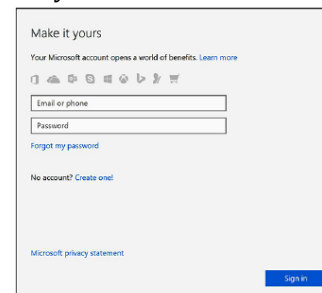 Make it yours
Your Microsoft account opens a world of benefits. Learn more
Email or phone
Password
Forgot my password
No account? Create one!
Microsoft privacy statement
Sign in